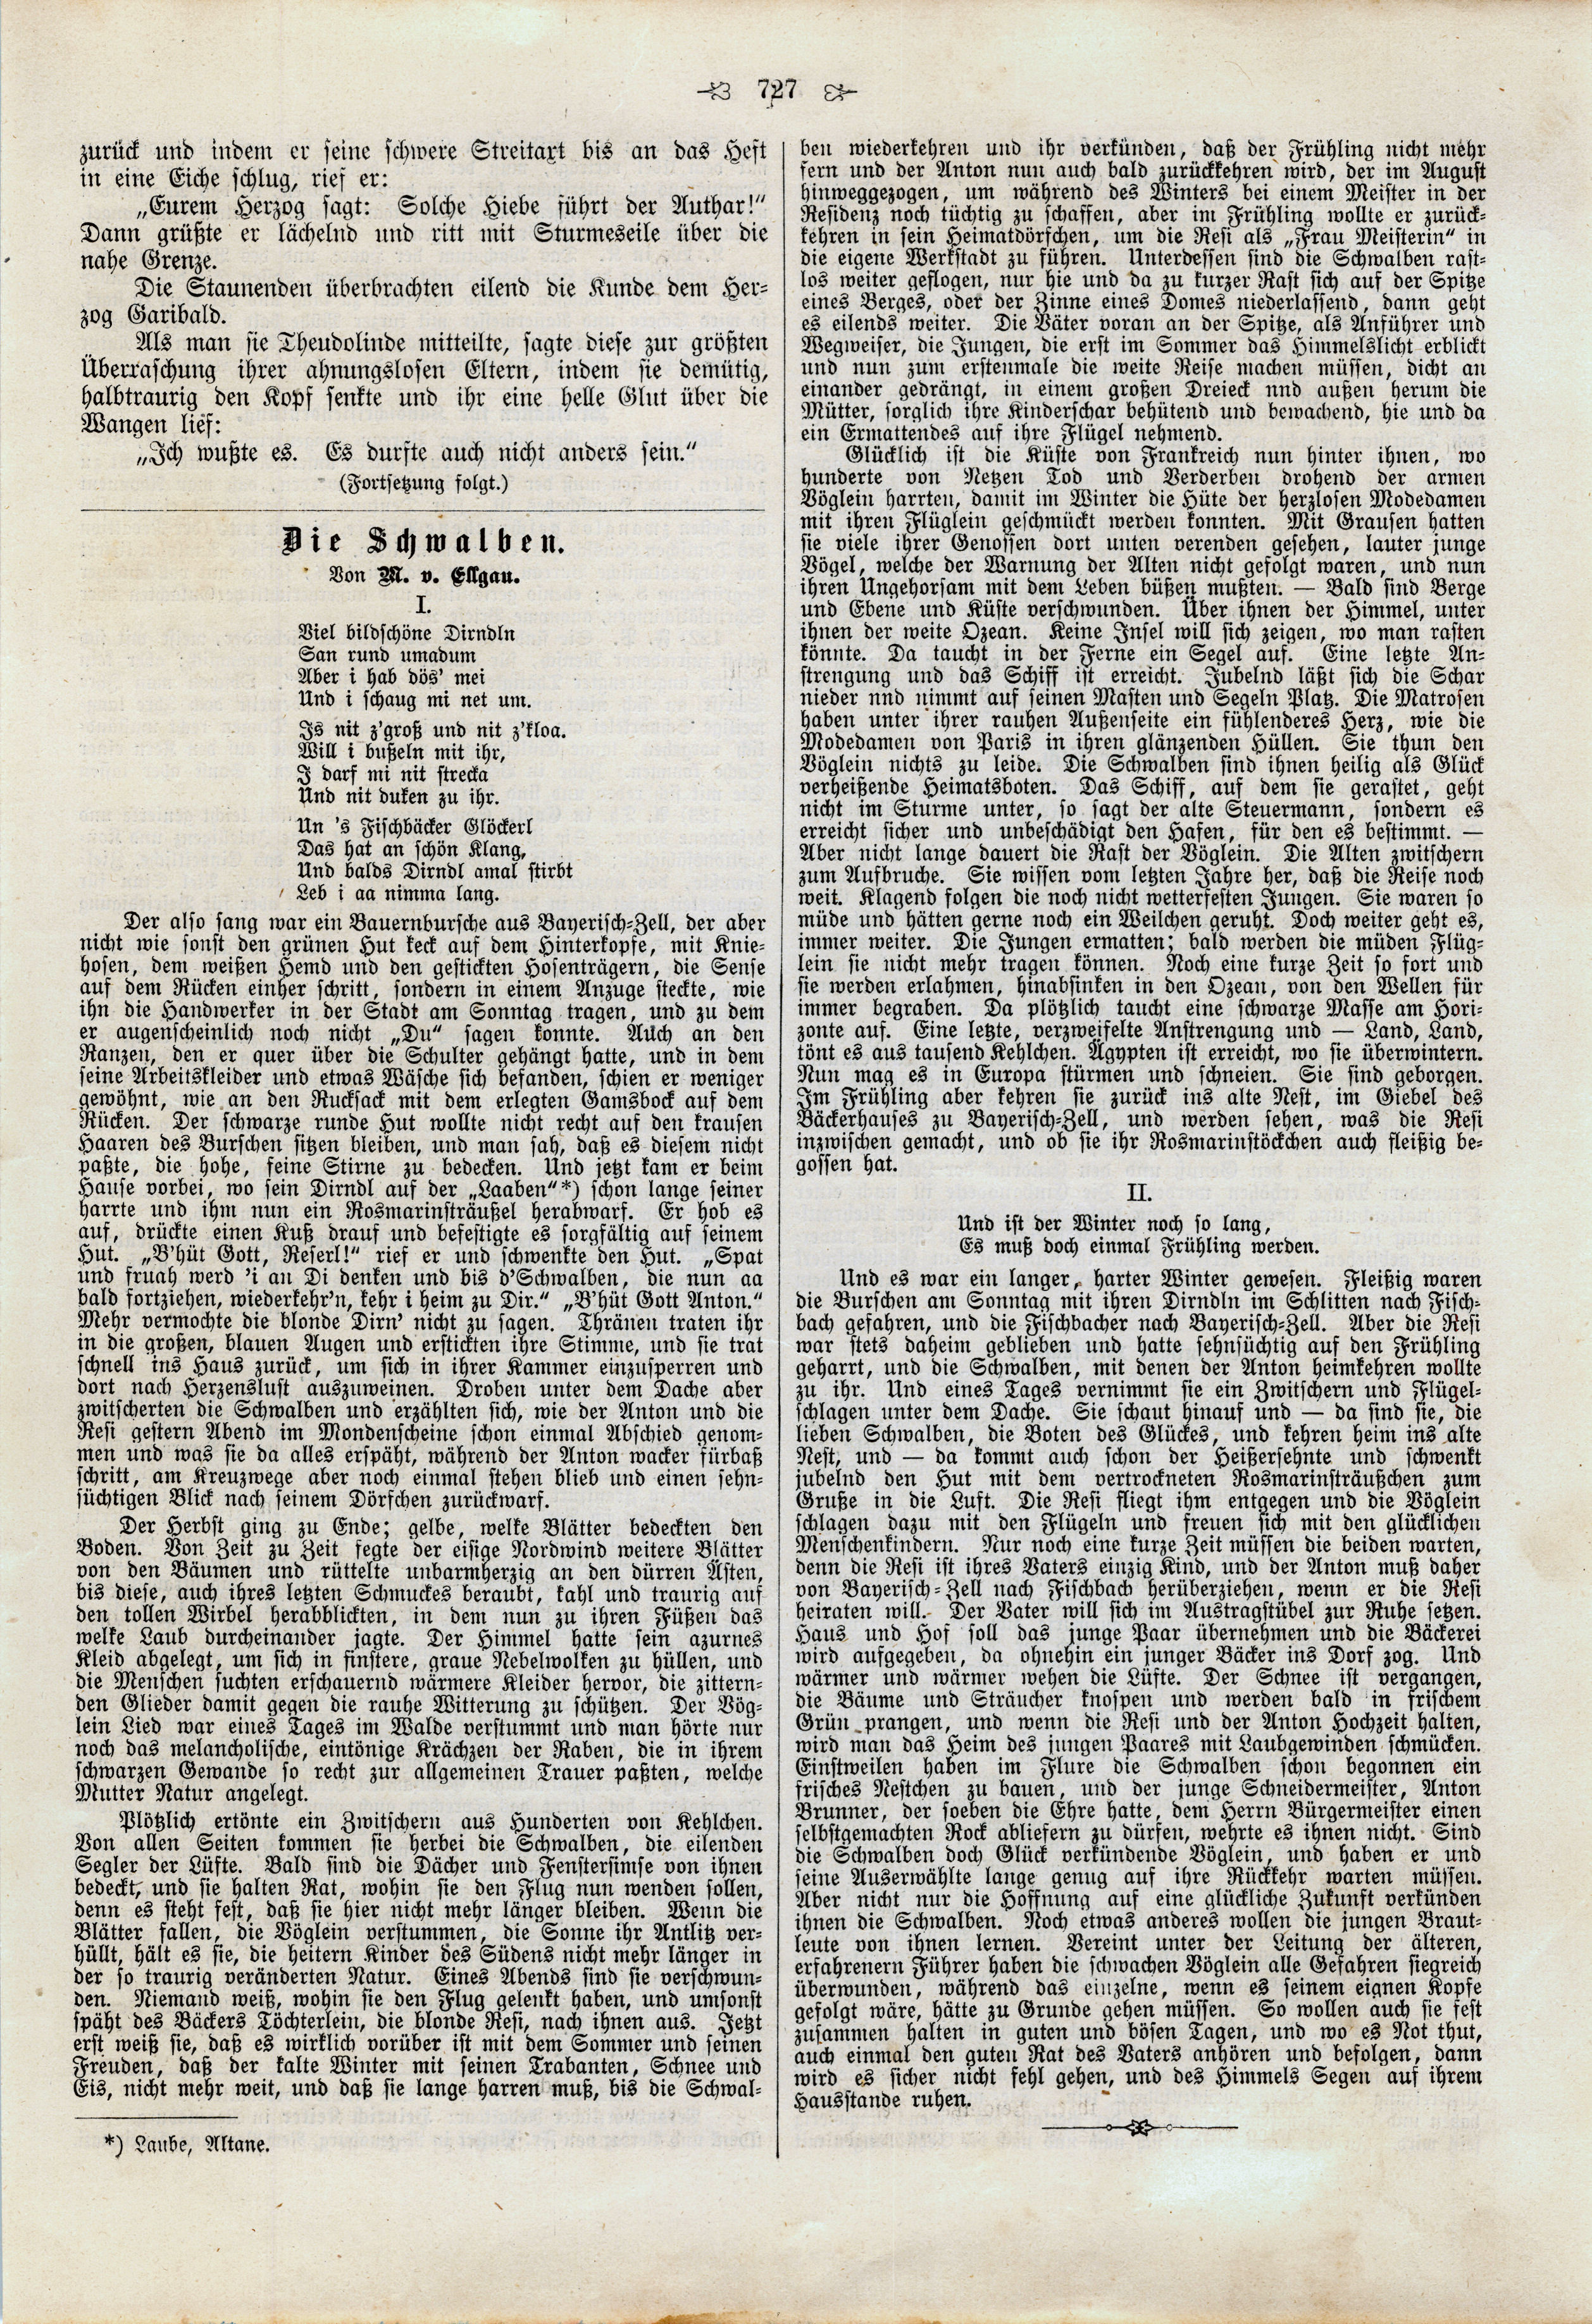 727
zurück und indem er seine schwere Streitaxt bis an das Heft
in eine Eiche schlug, rief er:
„Eurem Herzog sagt: Solche Hiebe führt der Authar!“
Dann grüßte er lächelnd und ritt mit Sturmeseile über die
nahe Grenze.
Die Staunenden überbrachten eilend die Kunde dem Her-
zog Garibald.
Als man sie Theudolinde mitteilte, sagte diese zur größten
Überraschung ihrer ahnungslosen Eltern, indem sie demütig,
halbtraurig den Kopf senkte und ihr eine helle Glut über die
Wangen lief:
„Ich wußte es. Es durfte auch nicht anders sein.“
(Fortsetzung folgt.)
Die Schwalben.
Von M. v. Ellgau.
I.
Viel bildschöne Dirndln
San rund umadum
Aber i hab dös’ mei
Und i schaug mi net um.
Is nit z’groß und nit z’kloa.
Will i bußeln mit ihr,
I darf mi nit strecka
Und nit duken zu ihr.
Un ’s Fischbäcker Glöckerl
Das hat an schön Klang,
Und balds Dirndl amal stirbt
Leb i aa nimma lang.
Der also sang war ein Bauernbursche aus Bayerisch-Zell, der aber
nicht wie sonst den grünen Hut keck auf dem Hinterkopfe, mit Knie-
hosen, dem weißen Hemd und den gestickten Hosenträgern, die Sense
auf dem Rücken einher schritt, sondern in einem Anzuge steckte, wie
ihn die Handwerker in der Stadt am Sonntag tragen, und zu dem
er augenscheinlich noch nicht „Du“ sagen konnte. Auch an den
Ranzen, den er quer über die Schulter gehängt hatte, und in dem
seine Arbeitskleider und etwas Wäsche sich befanden, schien er weniger
gewöhnt, wie an den Rucksack mit dem erlegten Gamsbock auf dem
Rücken. Der schwarze runde Hut wollte nicht recht auf den krausen
Haaren des Burschen sitzen bleiben, und man sah, daß es diesem nicht
paßte, die hohe, feine Stirne zu bedecken. Und jetzt kam er beim
Hause vorbei, wo sein Dirndl auf der „Laaben“*) schon lange seiner
harrte und ihm nun ein Rosmarinsträußel herabwarf. Er hob es
auf, drückte einen Kuß drauf und befestigte es sorgfältig auf seinem
Hut. „B’hüt Gott, Reserl!“ rief er und schwenkte den Hut. „Spat
und fruah werd ’i an Di denken und bis d’Schwalben, die nun aa
bald fortziehen, wiederkehr’n, kehr i heim zu Dir.“ „B’hüt Gott Anton.“
Mehr vermochte die blonde Dirn’ nicht zu sagen. Thränen traten ihr
in die großen, blauen Augen und erstickten ihre Stimme, und sie trat
schnell ins Haus zurück, um sich in ihrer Kammer einzusperren und
dort nach Herzenslust auszuweinen. Droben unter dem Dache aber
zwitscherten die Schwalben und erzählten sich, wie der Anton und die
Resi gestern Abend im Mondenscheine schon einmal Abschied genom-
men und was sie da alles erspäht, während der Anton wacker fürbaß
schritt, am Kreuzwege aber noch einmal stehen blieb und einen sehn-
süchtigen Blick nach seinem Dörfchen zurückwarf.
Der Herbst ging zu Ende; gelbe, welke Blätter bedeckten den
Boden. Von Zeit zu Zeit fegte der eisige Nordwind weitere Blätter
von den Bäumen und rüttelte unbarmherzig an den dürren Ästen,
bis diese, auch ihres letzten Schmuckes beraubt, kahl und traurig auf
den tollen Wirbel herabblickten, in dem nun zu ihren Füßen das
welke Laub durcheinander jagte. Der Himmel hatte sein azurnes
Kleid abgelegt, um sich in finstere, graue Nebelwolken zu hüllen, und
die Menschen suchten erschauernd wärmere Kleider hervor, die zittern-
den Glieder damit gegen die rauhe Witterung zu schützen. Der Vög-
lein Lied war eines Tages im Walde verstummt und man hörte nur
noch das melancholische, eintönige Krächzen der Raben, die in ihrem
schwarzen Gewande so recht zur allgemeinen Trauer paßten, welche
Mutter Natur angelegt.
Plötzlich ertönte ein Zwitschern aus Hunderten von Kehlchen.
Von allen Seiten kommen sie herbei die Schwalben, die eilenden
Segler der Lüfte. Bald sind die Dächer und Fenstersimse von ihnen
bedeckt, und sie halten Rat, wohin sie den Flug nun wenden sollen,
denn es steht fest, daß sie hier nicht mehr länger bleiben. Wenn die
Blätter fallen, die Vöglein verstummen, die Sonne ihr Antlitz ver-
hüllt, hält es sie, die heitern Kinder des Südens nicht mehr länger in
der so traurig veränderten Natur. Eines Abends sind sie verschwun-
den. Niemand weiß, wohin sie den Flug gelenkt haben, und umsonst
späht des Bäckers Töchterlein, die blonde Resi, nach ihnen aus. Jetzt
erst weiß sie, daß es wirklich vorüber ist mit dem Sommer und seinen
Freuden, daß der kalte Winter mit seinen Trabanten, Schnee und
Eis, nicht mehr weit, und daß sie lange harren muß, bis die Schwal-
*) Laube, Altane.
ben wiederkehren und ihr verkünden, daß der Frühling nicht mehr
fern und der Anton nun auch bald zurückkehren wird, der im August
hinweggezogen, um während des Winters bei einem Meister in der
Residenz noch tüchtig zu schaffen, aber im Frühling wollte er zurück-
kehren in sein Heimatdörfchen, um die Resi als „Frau Meisterin“ in
die eigene Werkstadt zu führen. Unterdessen sind die Schwalben rast-
los weiter geflogen, nur hie und da zu kurzer Rast sich auf der Spitze
eines Berges, oder der Zinne eines Domes niederlassend, dann geht
es eilends weiter. Die Väter voran an der Spitze, als Anführer und
Wegweiser, die Jungen, die erst im Sommer das Himmelslicht erblickt
und nun zum erstenmale die weite Reise machen müssen, dicht an
einander gedrängt, in einem großen Dreieck nnd außen herum die
Mütter, sorglich ihre Kinderschar behütend und bewachend, hie und da
ein Ermattendes auf ihre Flügel nehmend.
Glücklich ist die Küste von Frankreich nun hinter ihnen, wo
hunderte von Netzen Tod und Verderben drohend der armen
Vöglein harrten, damit im Winter die Hüte der herzlosen Modedamen
mit ihren Flüglein geschmückt werden konnten. Mit Grausen hatten
sie viele ihrer Genossen dort unten verenden gesehen, lauter junge
Vögel, welche der Warnung der Alten nicht gefolgt waren, und nun
ihren Ungehorsam mit dem Leben büßen mußten. — Bald sind Berge
und Ebene und Küste verschwunden. Über ihnen der Himmel, unter
ihnen der weite Ozean. Keine Insel will sich zeigen, wo man rasten
könnte. Da taucht in der Ferne ein Segel auf. Eine letzte An-
strengung und das Schiff ist erreicht. Jubelnd läßt sich die Schar
nieder nnd nimmt auf seinen Masten und Segeln Platz. Die Matrosen
haben unter ihrer rauhen Außenseite ein fühlenderes Herz, wie die
Modedamen von Paris in ihren glänzenden Hüllen. Sie thun den
Vöglein nichts zu leide. Die Schwalben sind ihnen heilig als Glück
verheißende Heimatsboten. Das Schiff, auf dem sie gerastet, geht
nicht im Sturme unter, so sagt der alte Steuermann, sondern es
erreicht sicher und unbeschädigt den Hafen, für den es bestimmt. —
Aber nicht lange dauert die Rast der Vöglein. Die Alten zwitschern
zum Aufbruche. Sie wissen vom letzten Jahre her, daß die Reise noch
weit. Klagend folgen die noch nicht wetterfesten Jungen. Sie waren so
müde und hätten gerne noch ein Weilchen geruht. Doch weiter geht es,
immer weiter. Die Jungen ermatten; bald werden die müden Flüg-
lein sie nicht mehr tragen können. Noch eine kurze Zeit so fort und
sie werden erlahmen, hinabsinken in den Ozean, von den Wellen für
immer begraben. Da plötzlich taucht eine schwarze Masse am Hori-
zonte auf. Eine letzte, verzweifelte Anstrengung und — Land, Land,
tönt es aus tausend Kehlchen. Ägypten ist erreicht, wo sie überwintern.
Nun mag es in Europa stürmen und schneien. Sie sind geborgen.
Im Frühling aber kehren sie zurück ins alte Nest, im Giebel des
Bäckerhauses zu Bayerisch-Zell, und werden sehen, was die Resi
inzwischen gemacht, und ob sie ihr Rosmarinstöckchen auch fleißig be-
gossen hat.
II.
Und ist der Winter noch so lang,
Es muß doch einmal Frühling werden.
Und es war ein langer, harter Winter gewesen. Fleißig waren
die Burschen am Sonntag mit ihren Dirndln im Schlitten nach Fisch-
bach gefahren, und die Fischbacher nach Bayerisch-Zell. Aber die Resi
war stets daheim geblieben und hatte sehnsüchtig auf den Frühling
geharrt, und die Schwalben, mit denen der Anton heimkehren wollte
zu ihr. Und eines Tages vernimmt sie ein Zwitschern und Flügel-
schlagen unter dem Dache. Sie schaut hinauf und — da sind sie, die
lieben Schwalben, die Boten des Glückes, und kehren heim ins alte
Nest, und — da kommt auch schon der Heißersehnte und schwenkt
jubelnd den Hut mit dem vertrockneten Rosmarinsträußchen zum
Gruße in die Luft. Die Resi fliegt ihm entgegen und die Vöglein
schlagen dazu mit den Flügeln und freuen sich mit den glücklichen
Menschenkindern. Nur noch eine kurze Zeit müssen die beiden warten,
denn die Resi ist ihres Vaters einzig Kind, und der Anton muß daher
von Bayerisch-Zell nach Fischbach herüberziehen, wenn er die Resi
heiraten will. Der Vater will sich im Austragstübel zur Ruhe setzen.
Haus und Hof soll das junge Paar übernehmen und die Bäckerei
wird aufgegeben, da ohnehin ein junger Bäcker ins Dorf zog. Und
wärmer und wärmer wehen die Lüfte. Der Schnee ist vergangen,
die Bäume und Sträucher knospen und werden bald in frischem
Grün prangen, und wenn die Resi und der Anton Hochzeit halten,
wird man das Heim des jungen Paares mit Laubgewinden schmücken.
Einstweilen haben im Flure die Schwalben schon begonnen ein
frisches Nestchen zu bauen, und der junge Schneidermeister, Anton
Brunner, der soeben die Ehre hatte, dem Herrn Bürgermeister einen
selbstgemachten Rock abliefern zu dürfen, wehrte es ihnen nicht. Sind
die Schwalben doch Glück verkündende Vöglein, und haben er und
seine Auserwählte lange genug auf ihre Rückkehr warten müssen.
Aber nicht nur die Hoffnung auf eine glückliche Zukunft verkünden
ihnen die Schwalben. Noch etwas anderes wollen die jungen Braut-
leute von ihnen lernen. Vereint unter der Leitung der älteren,
erfahrenern Führer haben die schwachen Vöglein alle Gefahren siegreich
überwunden, während das einzelne, wenn es seinem eignen Kopfe
gefolgt wäre, hätte zu Grunde gehen müssen. So wollen auch sie fest
zusammen halten in guten und bösen Tagen, und wo es Not thut,
auch einmal den guten Rat des Vaters anhören und befolgen, dann
wird es sicher nicht fehl gehen, und des Himmels Segen auf ihrem
Hausstande ruhen.